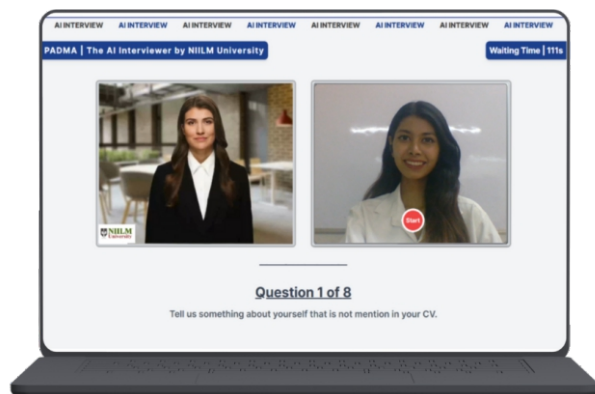 AI INTERVIEW AI INTERVIEW AI INTERVIEW AI INTERVIEW AI INTERVIEW AI INTERVIEW AI INTERVIEW AI INTERVIEW
PADMA | The AI Interviewer by NIILM University
Waiting Time | 111s
NIILM
University
Start
Question 1 of 8
Tell us something about yourself that is not mention in your CV.